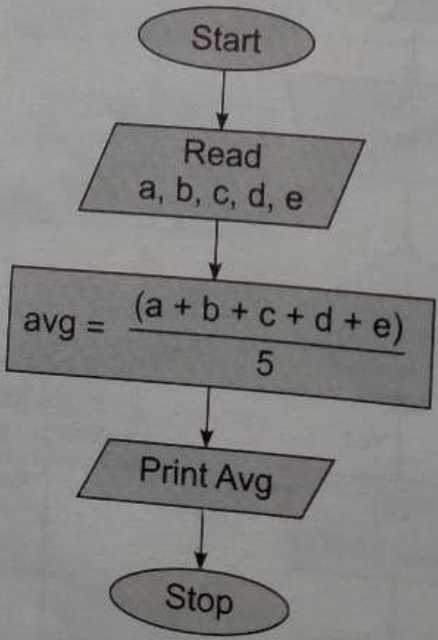 Start
Read
a, b, c, d, e
avg = (a + b + c + d + e)
5
Print Avg
Stop